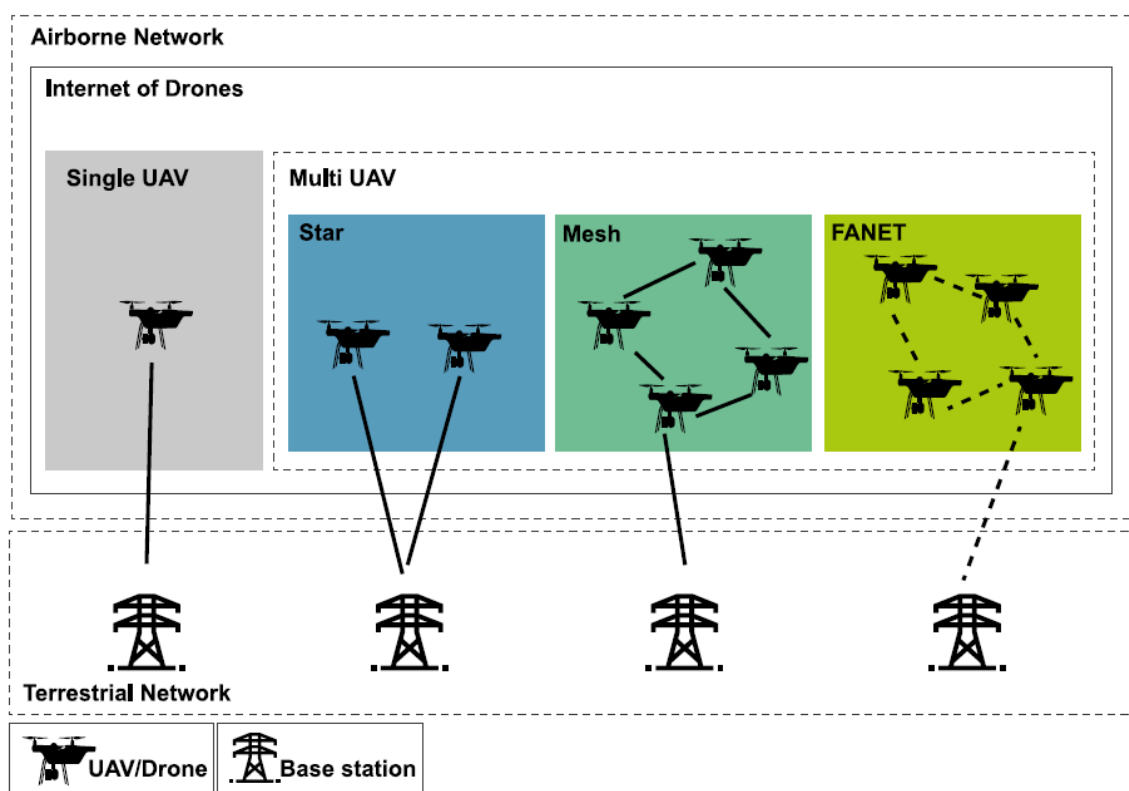 Airborne Network
Internet of Drones
Single UAV
Multi UAV
Star
Mesh
FANET
Terrestrial Network
UAV/Drone
Base station